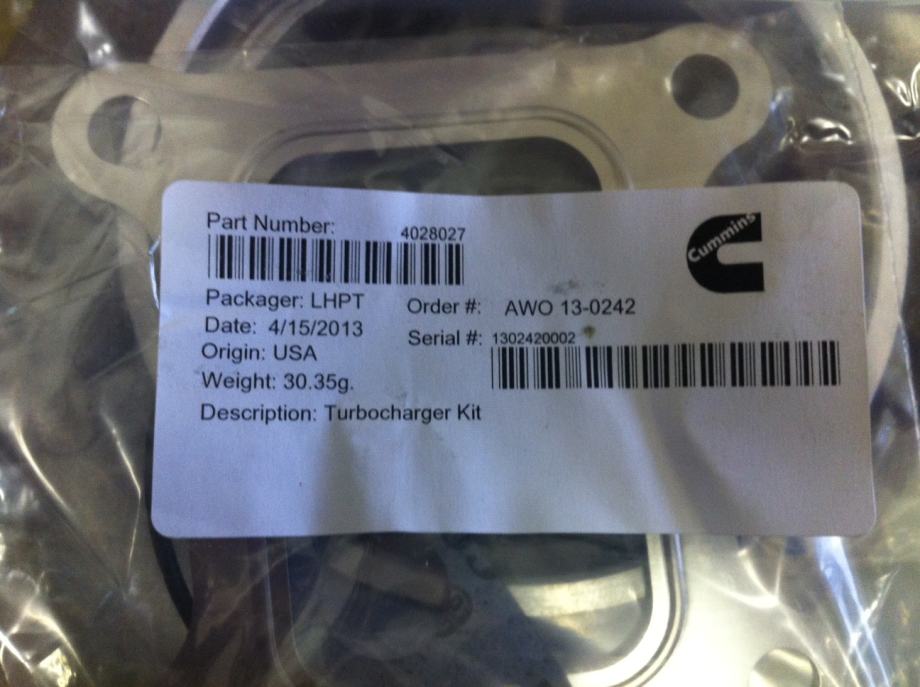 Part Number:
4028027
Cummins
Packager: LHPT
Order #: AWO 13-0242
Date: 4/15/2013
Serial #: 1302420002
Origin: USA
Weight: 30.35g.
Description: Turbocharger Kit